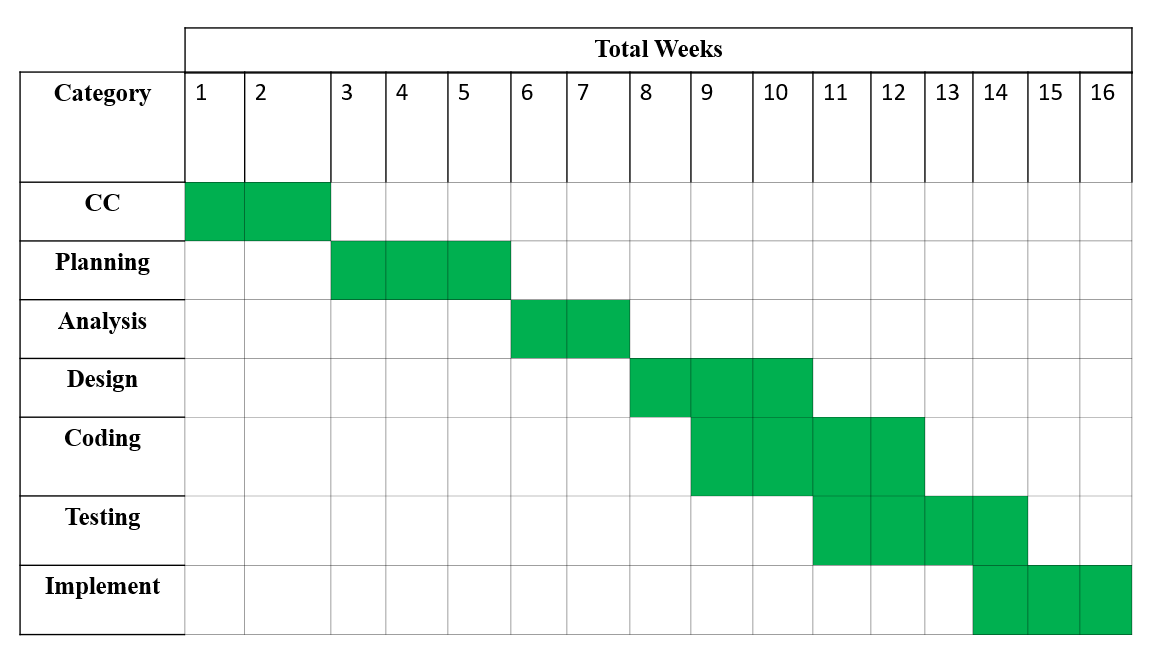 Total Weeks
Category 1 2 3 4 5 6 7 8 9 10 11 12 13 14 15 16
CC
Planning
Analysis
Design
Coding
Testing
Implement